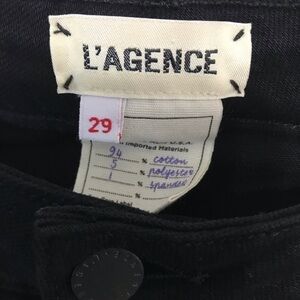 L'AGENCE
29
U.S.A.
Imported Materials
94 % cotton
5 % polyester
1 % spandex